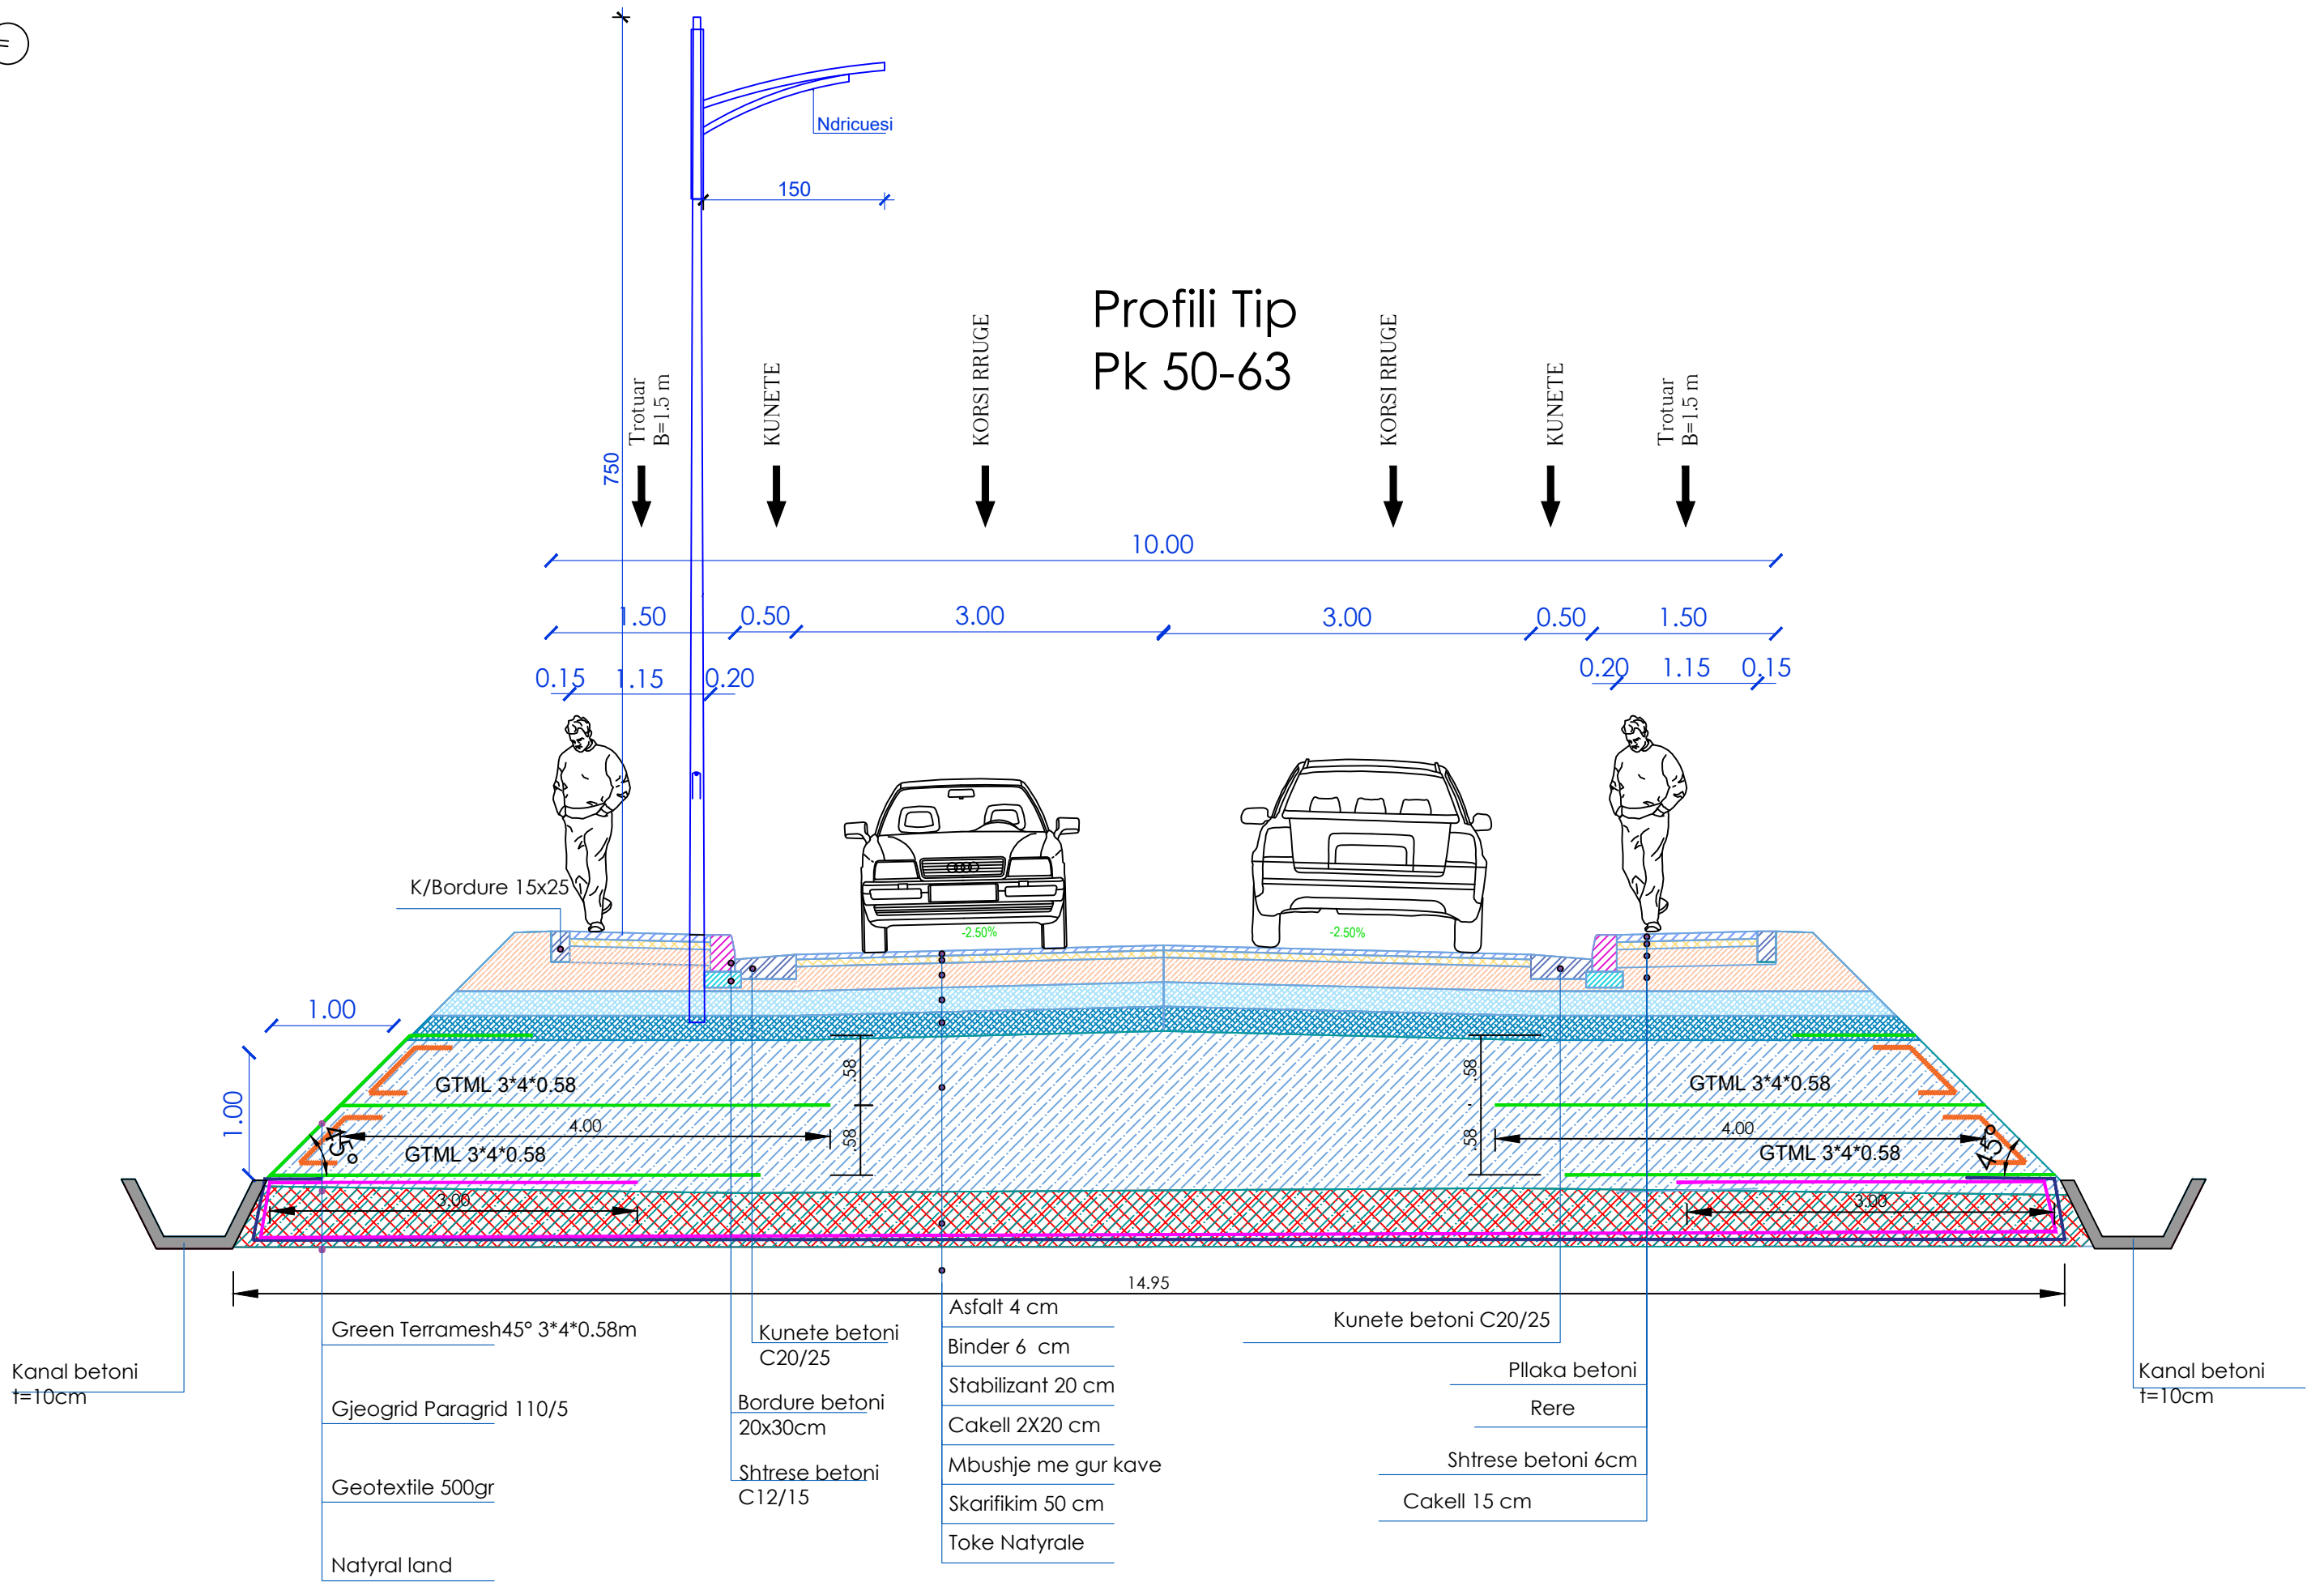 Ndricuesi
150
750
Profili Tip
Pk 50-63
Trotuar
B=1.5 m
KUNETE
KORSI RRUGE
KORSI RRUGE
KUNETE
Trotuar
B=1.5 m
10.00
1.50
0.50
3.00
3.00
0.50
1.50
0.15
1.15
0.20
0.20
1.15
0.15
K/Bordure 15x25
-2.50%
-2.50%
1.00
1.00
GTML 3*4*0.58
.58
.58
GTML 3*4*0.58
4.00
4.00
45°
GTML 3*4*0.58
.58
.58
GTML 3*4*0.58
45°
3.00
3.00
14.95
Green Terramesh45° 3*4*0.58m
Gjeogrid Paragrid 110/5
Geotextile 500gr
Natyral land
Kanal betoni
t=10cm
Kunete betoni
C20/25
Bordure betoni
20x30cm
Shtrese betoni
C12/15
Asfalt 4 cm
Binder 6 cm
Stabilizant 20 cm
Cakell 2X20 cm
Mbushje me gur kave
Skarifikim 50 cm
Toke Natyrale
Kunete betoni C20/25
Pllaka betoni
Rere
Shtrese betoni 6cm
Cakell 15 cm
Kanal betoni
t=10cm